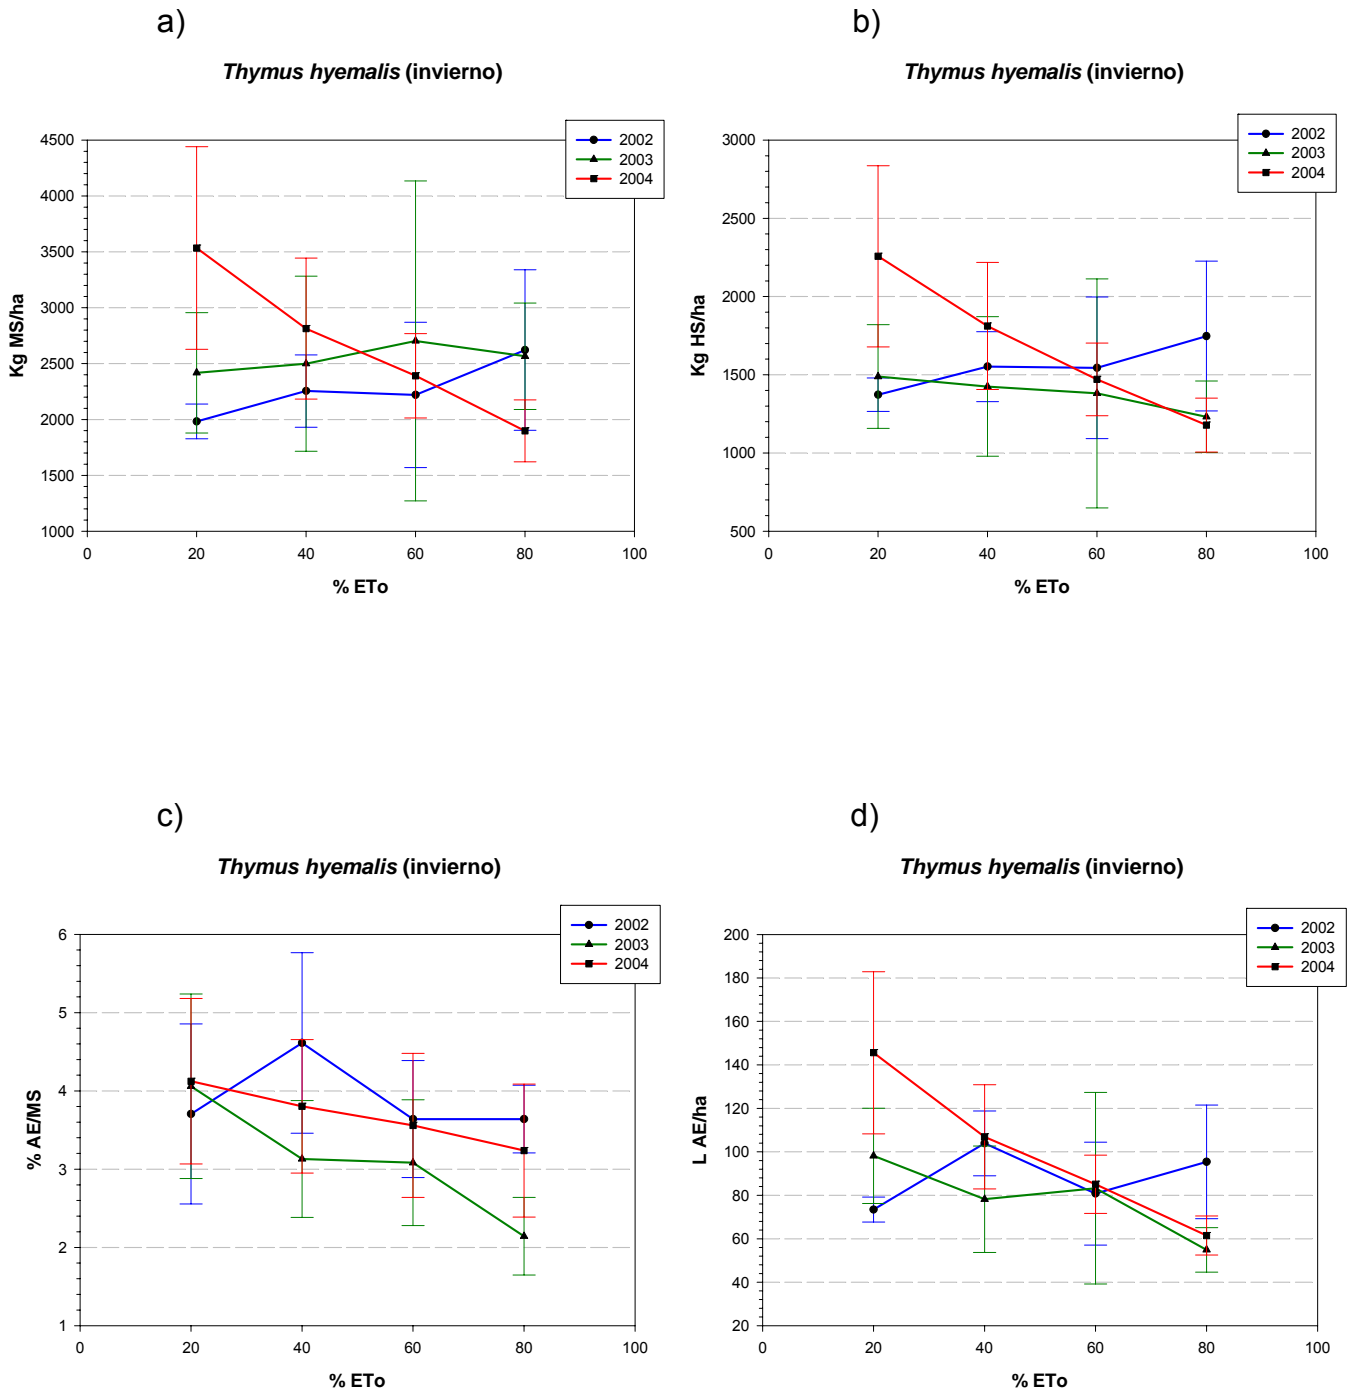 a)
Thymus hyemalis (invierno)
4500
4000
3500
3000
2500
2000
1500
1000
Kg MS/ha
0 20 40 60 80 100
% ETo
2002
2003
2004
b)
Thymus hyemalis (invierno)
3000
2500
2000
1500
1000
500
Kg HS/ha
0 20 40 60 80 100
% ETo
2002
2003
2004
c)
Thymus hyemalis (invierno)
6
5
4
3
2
1
% AE/MS
0 20 40 60 80 100
% ETo
2002
2003
2004
d)
Thymus hyemalis (invierno)
200
180
160
140
120
100
80
60
40
20
L AE/ha
0 20 40 60 80 100
% ETo
2002
2003
2004